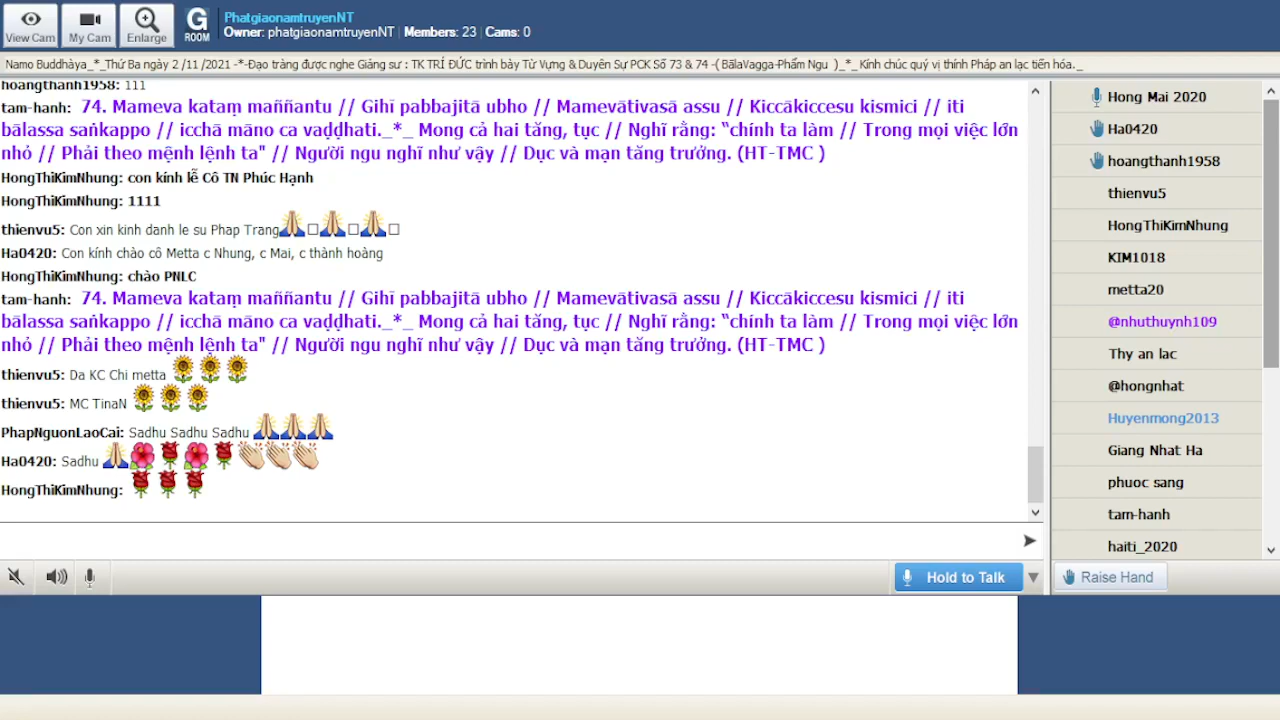 View Cam
My Cam
Enlarge
G
ROOM
PhatgiaonamtruyenNT
Owner: phatgiaonamtruyenNT | Members: 23 | Cams: 0
Namo Buddhàya_*_Thứ Ba ngày 2 /11 /2021 -*-Đạo tràng được nghe Giảng sư : TK TRÍ ĐỨC trình bày Từ Vựng & Duyên Sự PCK Số 73 & 74 -( BālaVagga-Phẩm Ngu )_*_Kính chúc quý vị thính Pháp an lạc tiến hóa._
hoangthanh1958: 111
tam-hanh: 74. Mameva kataṃ maññantu // Gihī pabbajitā ubho // Mamevātivasā assu // Kiccākiccesu kismici // iti
bālassa saṅkappo // icchā māno ca vaḍḍhati._*_ Mong cả hai tăng, tục // Nghĩ rằng: “chính ta làm // Trong mọi việc lớn
nhỏ // Phải theo mệnh lệnh ta" // Người ngu nghĩ như vậy // Dục và mạn tăng trưởng. (HT-TMC )
HongThiKimNhung: con kính lễ Cô TN Phúc Hạnh
HongThiKimNhung: 1111
thienvu5: Con xin kinh danh le su Phap Trang
Ha0420: Con kính chào cô Metta c Nhung, c Mai, c thành hoàng
HongThiKimNhung: chào PNLC
tam-hanh: 74. Mameva kataṃ maññantu // Gihī pabbajitā ubho // Mamevātivasā assu // Kiccākiccesu kismici // iti
bālassa saṅkappo // icchā māno ca vaḍḍhati._*_ Mong cả hai tăng, tục // Nghĩ rằng: “chính ta làm // Trong mọi việc lớn
nhỏ // Phải theo mệnh lệnh ta" // Người ngu nghĩ như vậy // Dục và mạn tăng trưởng. (HT-TMC )
thienvu5: Da KC Chi metta
thienvu5: MC TinaN
PhapNguonLaoCai: Sadhu Sadhu Sadhu
Ha0420: Sadhu
HongThiKimNhung:
Hold to Talk
Hong Mai 2020
Ha0420
hoangthanh1958
thienvu5
HongThiKimNhung
KIM1018
metta20
@nhuthuynh109
Thy an lac
@hongnhat
Huyenmong2013
Giang Nhat Ha
phuoc sang
tam-hanh
haiti_2020
Raise Hand